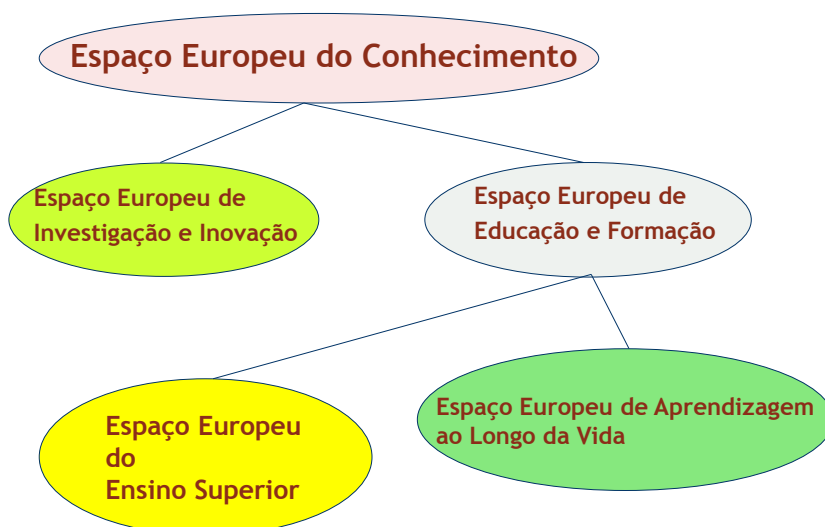 Espaço Europeu do Conhecimento
Espaço Europeu de
Investigação e Inovação
Espaço Europeu de
Educação e Formação
Espaço Europeu
do
Ensino Superior
Espaço Europeu de Aprendizagem
ao Longo da Vida